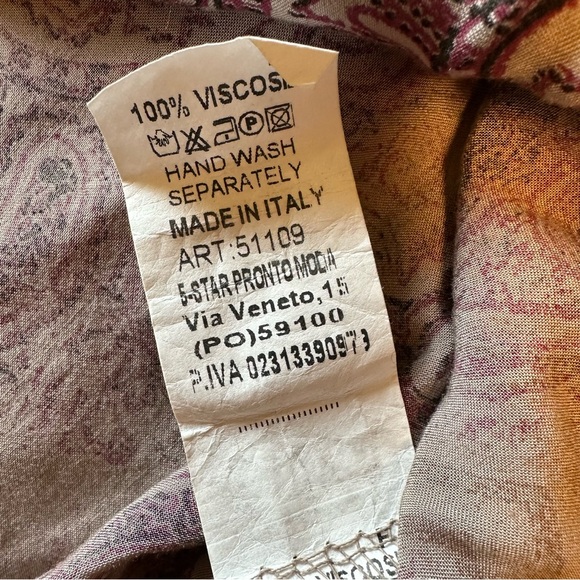 100% VISCOSE
HAND WASH
SEPARATELY
MADE IN ITALY
ART:51109
5-STAR PRONTO MODA
Via Veneto,15
(PO)59100
P.IVA 02313390973
VISCOSE